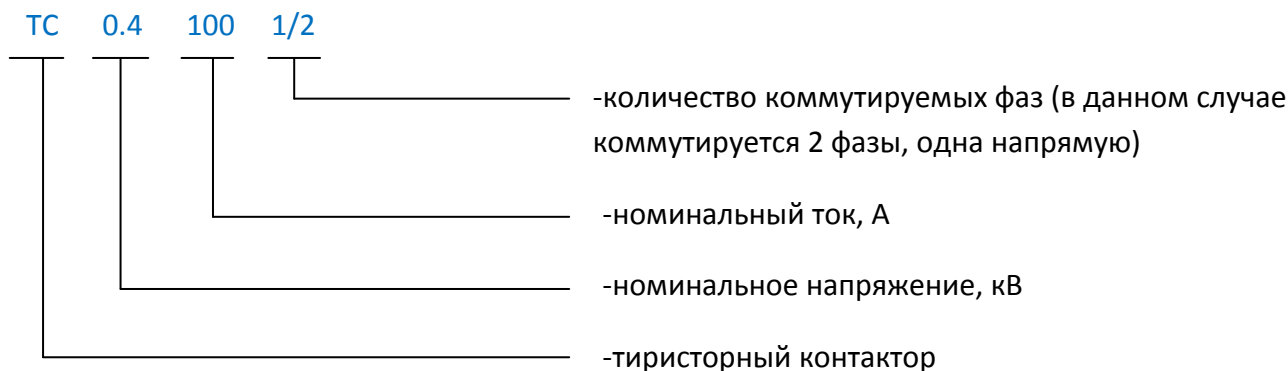 ТС 0.4 100 1/2
-количество коммутируемых фаз (в данном случае
коммутируется 2 фазы, одна напрямую)
-номинальный ток, А
-номинальное напряжение, кВ
-тиристорный контактор